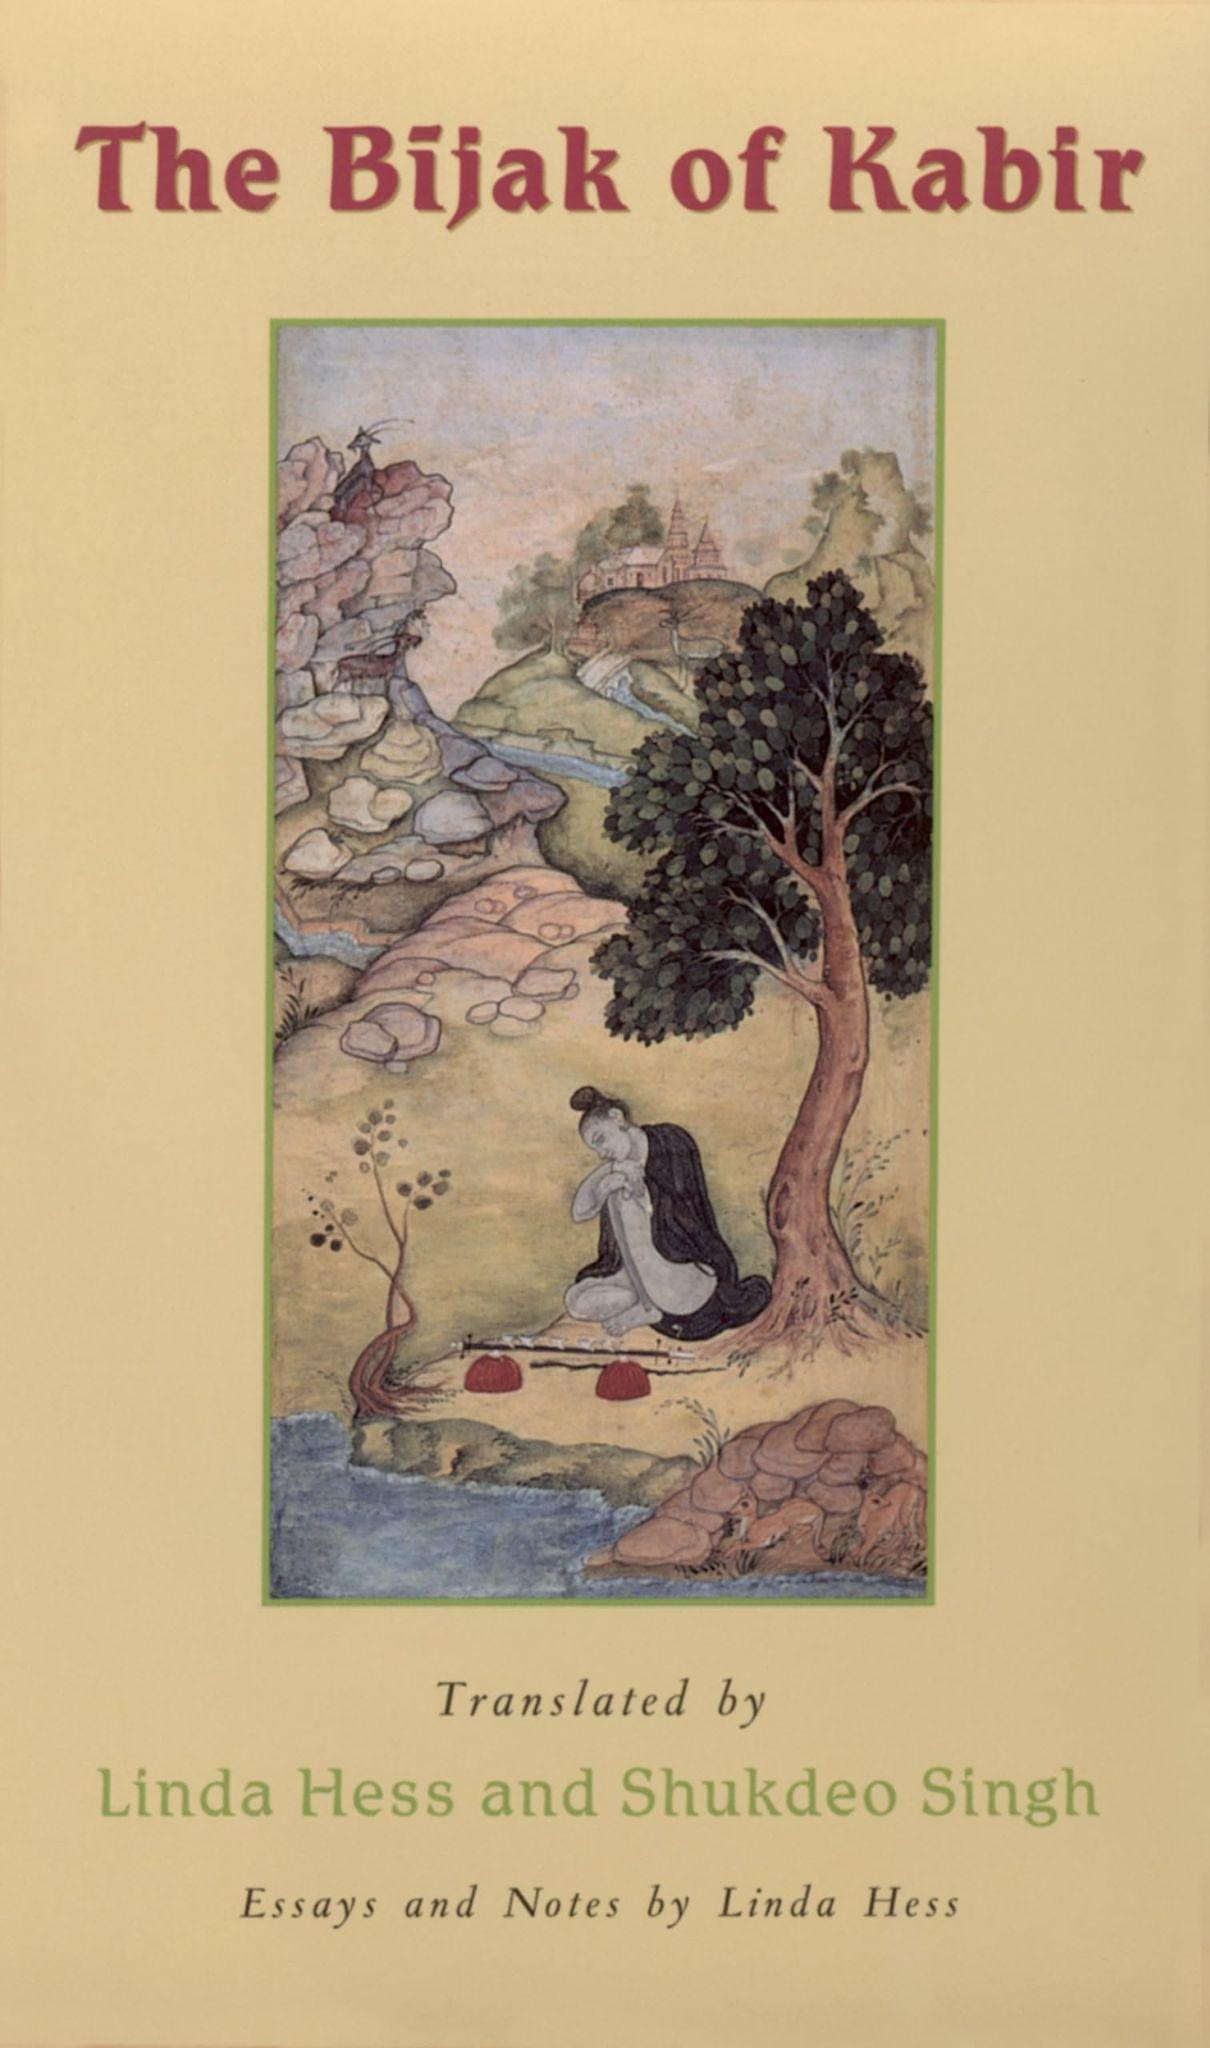 The Bījak of Kabir
Translated by
Linda Hess and Shukdeo Singh
Essays and Notes by Linda Hess